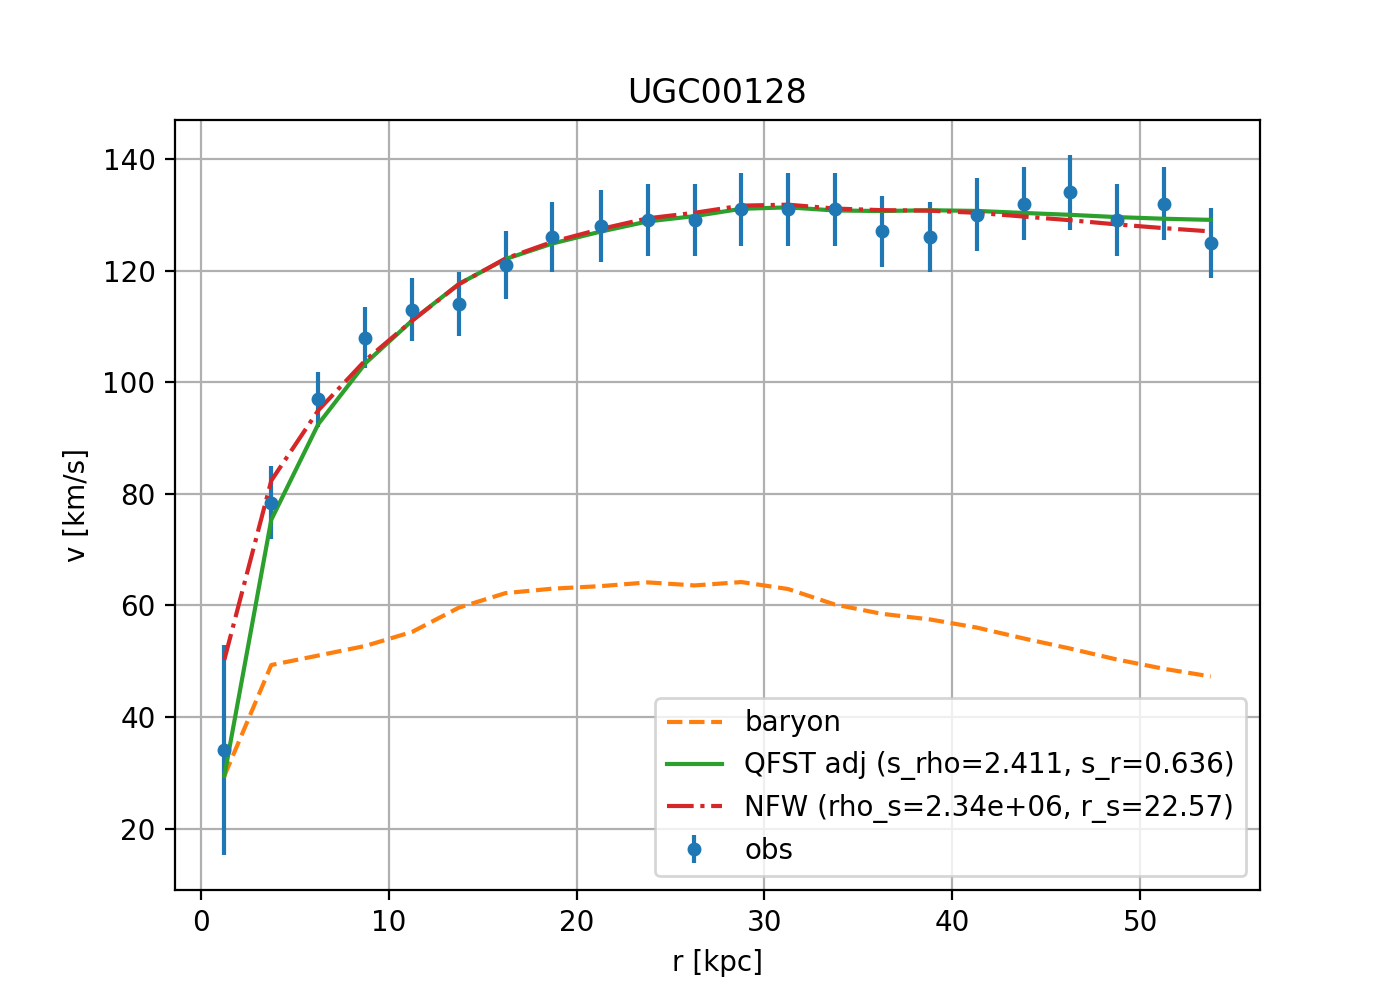 UGC00128
140
120
100
80
60
40
20
v [km/s]
baryon
QFST adj (s_rho=2.411, s_r=0.636)
NFW (rho_s=2.34e+06, r_s=22.57)
obs
0 10 20 30 40 50
r [kpc]